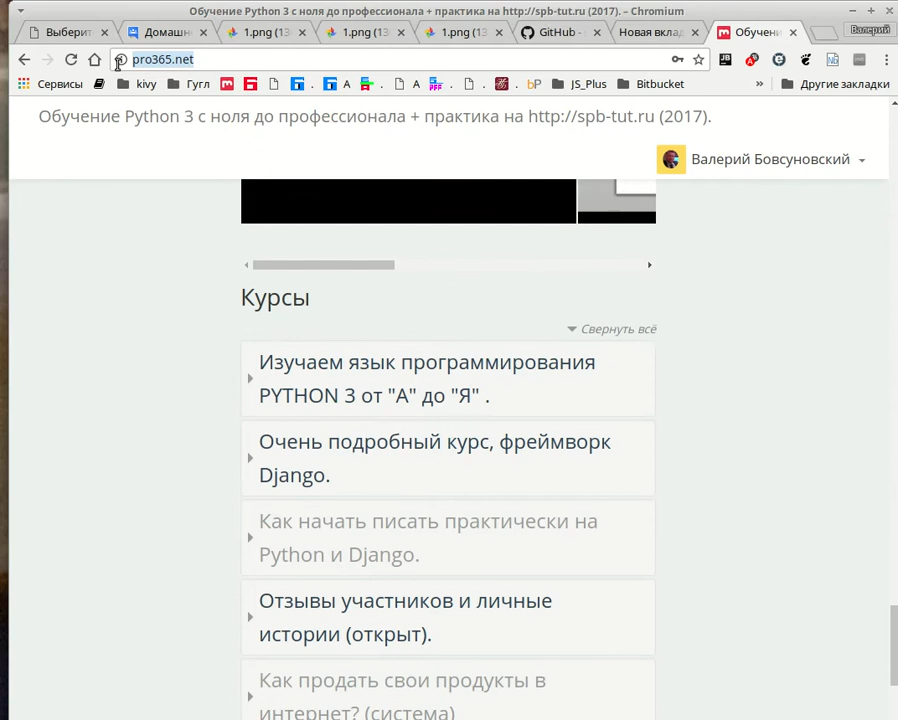 Обучение Python 3 с ноля до профессионала + практика на http://spb-tut.ru (2017). – Chromium
Выберит
Домашн
1.png (13
1.png (13
1.png (13
GitHub -
Новая вклад
Обучени
Валерий
pro365.net
Сервисы
kivy
Гугл
JS_Plus
bP
Bitbucket
»
Другие закладки
Обучение Python 3 с ноля до профессионала + практика на http://spb-tut.ru (2017).
Валерий Бовсуновский
Курсы
Свернуть всё
Изучаем язык программирования
PYTHON 3 от "А" до "Я" .
Очень подробный курс, фреймворк
Django.
Как начать писать практически на
Python и Django.
Отзывы участников и личные
истории (открыт).
Как продать свои продукты в
интернет? (система)